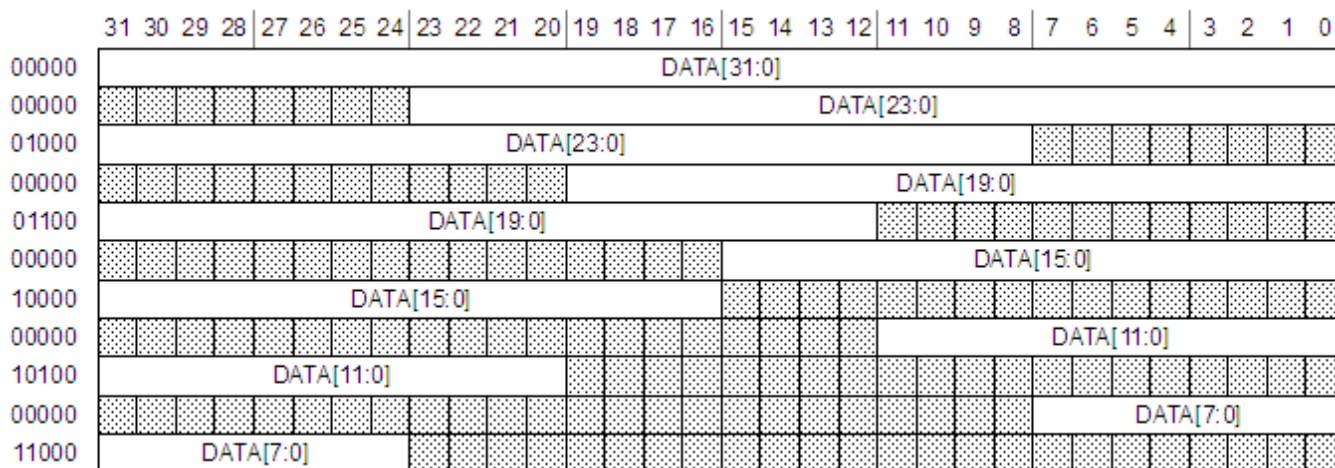 31 30 29 28 27 26 25 24 23 22 21 20 19 18 17 16 15 14 13 12 11 10 9 8 7 6 5 4 3 2 1 0
00000 DATA[31:0]
00000 DATA[23:0]
01000 DATA[23:0]
00000 DATA[19:0]
01100 DATA[19:0]
00000 DATA[15:0]
10000 DATA[15:0]
00000 DATA[11:0]
10100 DATA[11:0]
00000 DATA[7:0]
11000 DATA[7:0]